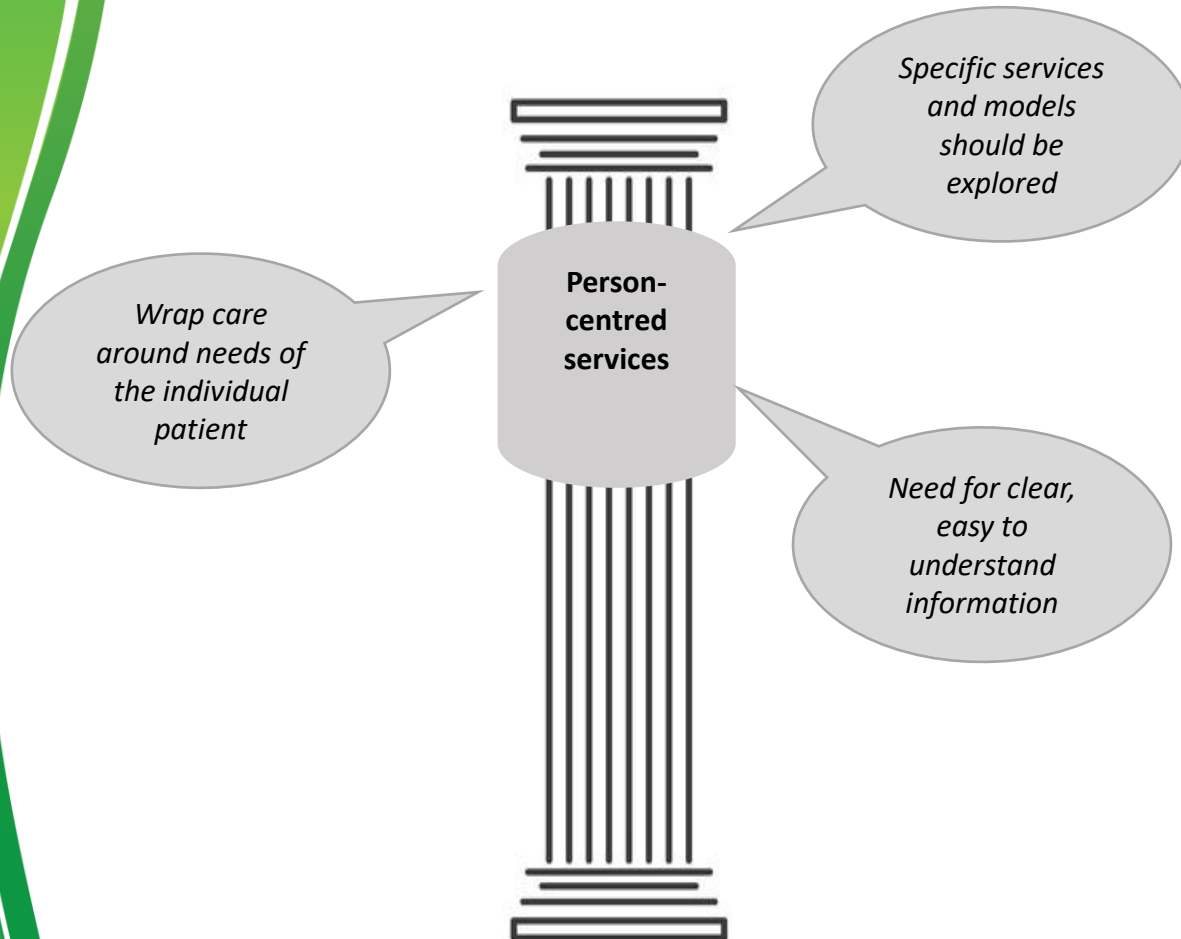 Specific services
and models
should be
explored
Person-
centred
services
Wrap care
around needs of
the individual
patient
Need for clear,
easy to
understand
information